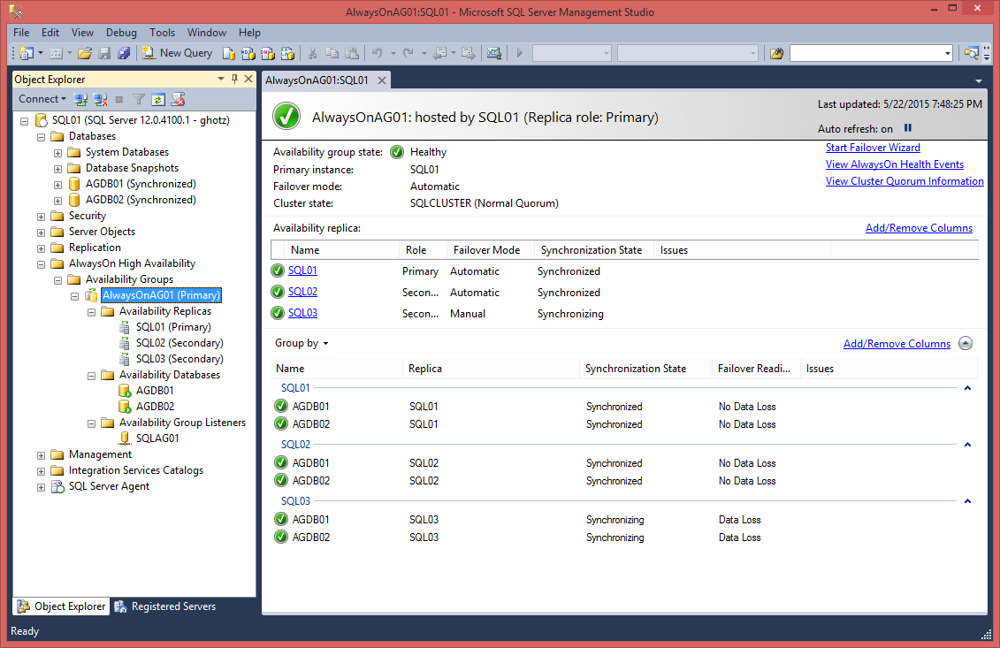 AlwaysOnAG01:SQL01 - Microsoft SQL Server Management Studio
File Edit View Debug Tools Window Help
New Query
Object Explorer
Connect
SQL01 (SQL Server 12.0.4100.1 - ghotz)
Databases
System Databases
Database Snapshots
AGDB01 (Synchronized)
AGDB02 (Synchronized)
Security
Server Objects
Replication
AlwaysOn High Availability
Availability Groups
AlwaysOnAG01 (Primary)
Availability Replicas
SQL01 (Primary)
SQL02 (Secondary)
SQL03 (Secondary)
Availability Databases
AGDB01
AGDB02
Availability Group Listeners
SQLAG01
Management
Integration Services Catalogs
SQL Server Agent
Object Explorer Registered Servers
AlwaysOnAG01:SQL01
AlwaysOnAG01: hosted by SQL01 (Replica role: Primary)
Last updated: 5/22/2015 7:48:25 PM
Auto refresh: on
Availability group state: Healthy
Primary instance: SQL01
Failover mode: Automatic
Cluster state: SQLCLUSTER (Normal Quorum)
Start Failover Wizard
View AlwaysOn Health Events
View Cluster Quorum Information
Availability replica: Add/Remove Columns
Name Role Failover Mode Synchronization State Issues
SQL01 Primary Automatic Synchronized
SQL02 Secon... Automatic Synchronized
SQL03 Secon... Manual Synchronizing
Group by Add/Remove Columns
Name Replica Synchronization State Failover Readi... Issues
SQL01
AGDB01 SQL01 Synchronized No Data Loss
AGDB02 SQL01 Synchronized No Data Loss
SQL02
AGDB01 SQL02 Synchronized No Data Loss
AGDB02 SQL02 Synchronized No Data Loss
SQL03
AGDB01 SQL03 Synchronizing Data Loss
AGDB02 SQL03 Synchronizing Data Loss
Ready